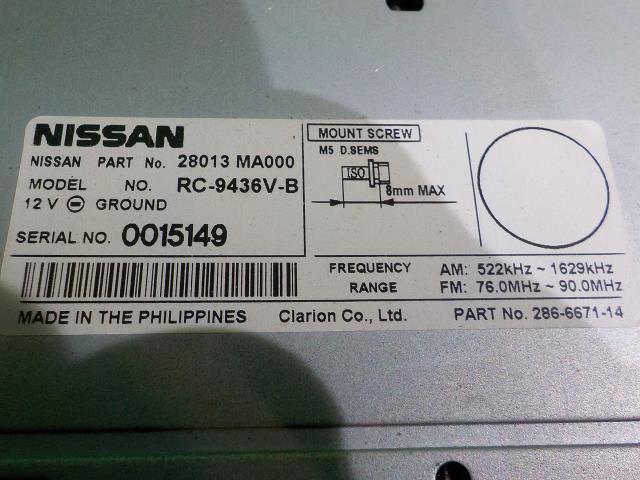 NISSAN
NISSAN PART No. 28013 MA000
MODEL NO. RC-9436V-B
12 V ⊖ GROUND
SERIAL NO. 0015149
MOUNT SCREW
M5 D.SEMS
ISO
8mm MAX
FREQUENCY RANGE
AM: 522kHz ~ 1629kHz
FM: 76.0MHz ~ 90.0MHz
MADE IN THE PHILIPPINES
Clarion Co., Ltd.
PART No. 286-6671-14